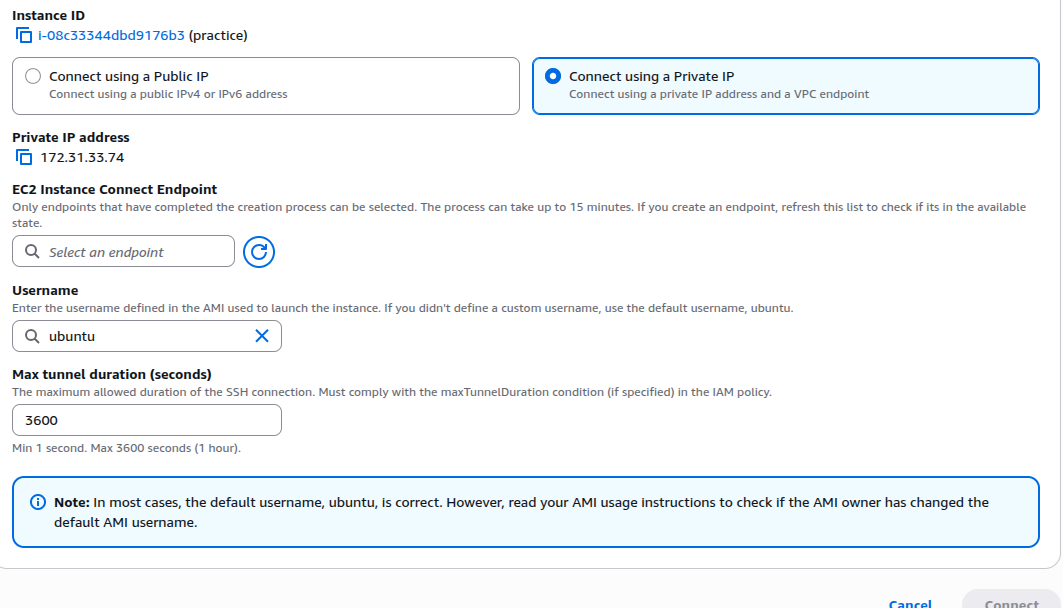 Instance ID
i-08c33344dbd9176b3 (practice)
Connect using a Public IP
Connect using a public IPv4 or IPv6 address
Connect using a Private IP
Connect using a private IP address and a VPC endpoint
Private IP address
172.31.33.74
EC2 Instance Connect Endpoint
Only endpoints that have completed the creation process can be selected. The process can take up to 15 minutes. If you create an endpoint, refresh this list to check if its in the available
state.
Select an endpoint
Username
Enter the username defined in the AMI used to launch the instance. If you didn't define a custom username, use the default username, ubuntu.
ubuntu
Max tunnel duration (seconds)
The maximum allowed duration of the SSH connection. Must comply with the maxTunnelDuration condition (if specified) in the IAM policy.
3600
Min 1 second. Max 3600 seconds (1 hour).
Note: In most cases, the default username, ubuntu, is correct. However, read your AMI usage instructions to check if the AMI owner has changed the
default AMI username.
Cancel
Connect